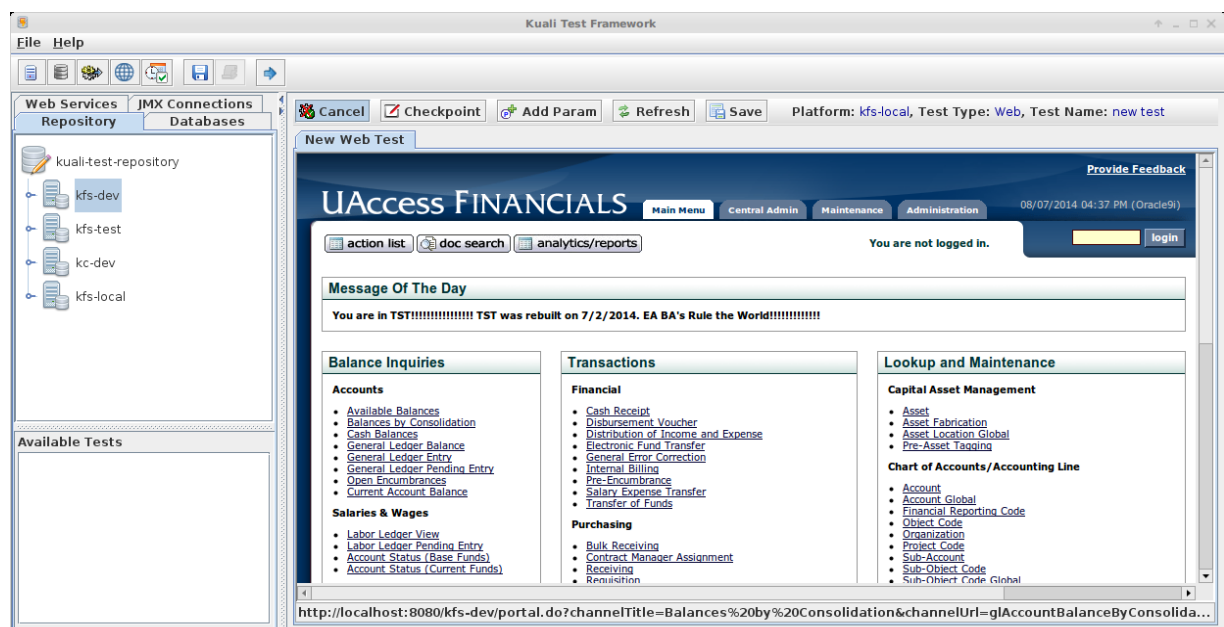 Kuali Test Framework
File Help
Web Services JMX Connections
Repository Databases
kuali-test-repository
kfs-dev
kfs-test
kc-dev
kfs-local
Available Tests
Cancel Checkpoint Add Param Refresh Save Platform: kfs-local, Test Type: Web, Test Name: new test
New Web Test
Provide Feedback
UACCESS FINANCIALS Main Menu Central Admin Maintenance Administration 08/07/2014 04:37 PM (Oracle9i)
action list doc search analytics/reports You are not logged in. login
Message Of The Day
You are in TST!!!!!!!!!!!!!!!! TST was rebuilt on 7/2/2014. EA BA's Rule the World!!!!!!!!!!!!!
Balance Inquiries
Accounts
• Available Balances
• Balances by Consolidation
• Cash Balances
• General Ledger Balance
• General Ledger Entry
• General Ledger Pending Entry
• Open Encumbrances
• Current Account Balance
Salaries & Wages
• Labor Ledger View
• Labor Ledger Pending Entry
• Account Status (Base Funds)
• Account Status (Current Funds)
Transactions
Financial
• Cash Receipt
• Disbursement Voucher
• Distribution of Income and Expense
• Electronic Fund Transfer
• General Error Correction
• Internal Billing
• Pre-Encumbrance
• Salary Expense Transfer
• Transfer of Funds
Purchasing
• Bulk Receiving
• Contract Manager Assignment
• Receiving
• Requisition
Lookup and Maintenance
Capital Asset Management
• Asset
• Asset Fabrication
• Asset Location Global
• Pre-Asset Tagging
Chart of Accounts/Accounting Line
• Account
• Account Global
• Financial Reporting Code
• Object Code
• Organization
• Project Code
• Sub-Account
• Sub-Object Code
• Sub-Object Code Global
http://localhost:8080/kfs-dev/portal.do?channelTitle=Balances%20by%20Consolidation&channelUrl=glAccountBalanceByConsolida...